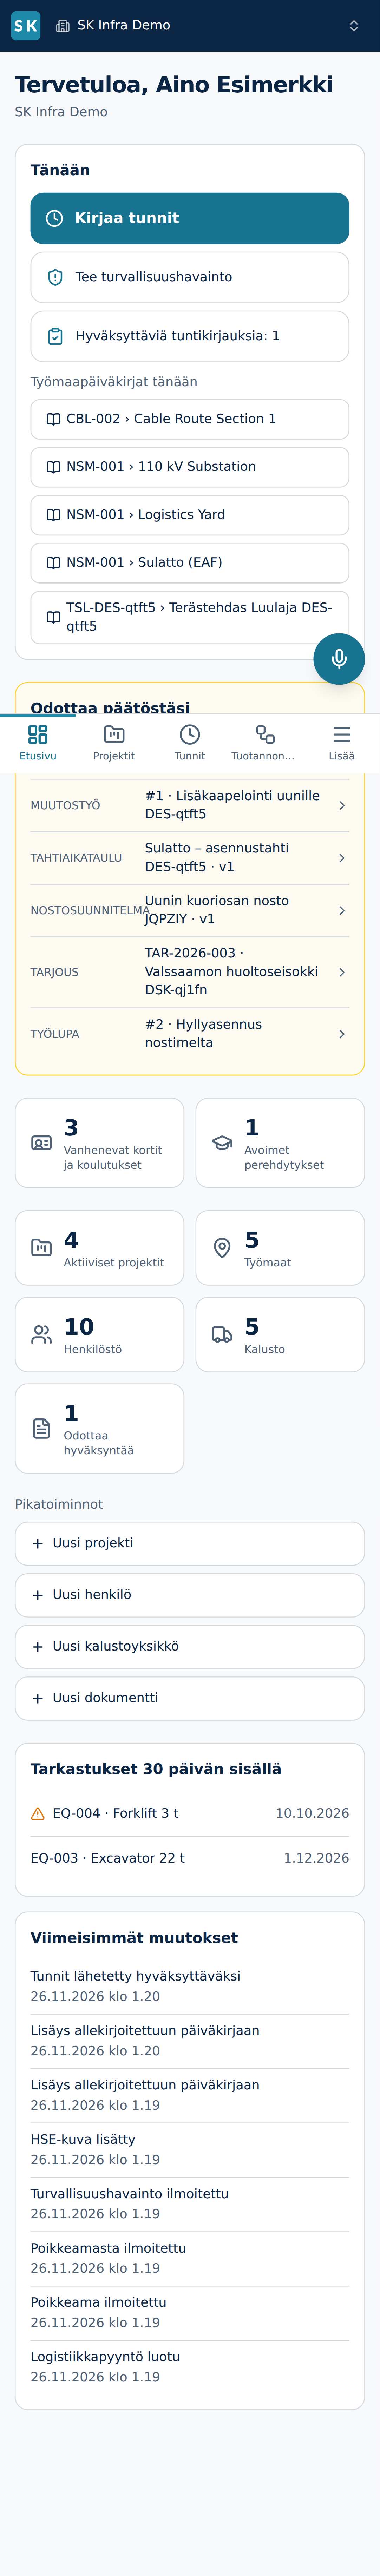 SK
SK Infra Demo
Tervetuloa, Aino Esimerkki
SK Infra Demo
Tänään
Kirjaa tunnit
Tee turvallisuushavainto
Hyväksyttäviä tuntikirjauksia: 1
Työmaapäiväkirjat tänään
CBL-002 › Cable Route Section 1
NSM-001 › 110 kV Substation
NSM-001 › Logistics Yard
NSM-001 › Sulatto (EAF)
TSL-DES-qtft5 › Terästehdas Luulaja DES-
qtft5
Odottaa päätöstäsi
Etusivu
Projektit
Tunnit
Tuotannon...
Lisää
MUUTOSTYÖ
#1 · Lisäkaapelointi uunille
DES-qtft5
TAHTIAIKATAULU
Sulatto – asennustahti
DES-qtft5 · v1
NOSTOSUUNNITELMA
Uunin kuoriosan nosto
JQPZIY · v1
TARJOUS
TAR-2026-003 ·
Valssaamon huoltoseisokki
DSK-qj1fn
TYÖLUPA
#2 · Hyllyasennus
nostimelta
3
Vanhenevat kortit
ja koulutukset
1
Avoimet
perehdytykset
4
Aktiiviset projektit
5
Työmaat
10
Henkilöstö
5
Kalusto
1
Odottaa
hyväksyntää
Pikatoiminnot
Uusi projekti
Uusi henkilö
Uusi kalustoyksikkö
Uusi dokumentti
Tarkastukset 30 päivän sisällä
EQ-004 · Forklift 3 t
10.10.2026
EQ-003 · Excavator 22 t
1.12.2026
Viimeisimmät muutokset
Tunnit lähetetty hyväksyttäväksi
26.11.2026 klo 1.20
Lisäys allekirjoitettuun päiväkirjaan
26.11.2026 klo 1.20
Lisäys allekirjoitettuun päiväkirjaan
26.11.2026 klo 1.19
HSE-kuva lisätty
26.11.2026 klo 1.19
Turvallisuushavainto ilmoitettu
26.11.2026 klo 1.19
Poikkeamasta ilmoitettu
26.11.2026 klo 1.19
Poikkeama ilmoitettu
26.11.2026 klo 1.19
Logistiikkapyyntö luotu
26.11.2026 klo 1.19